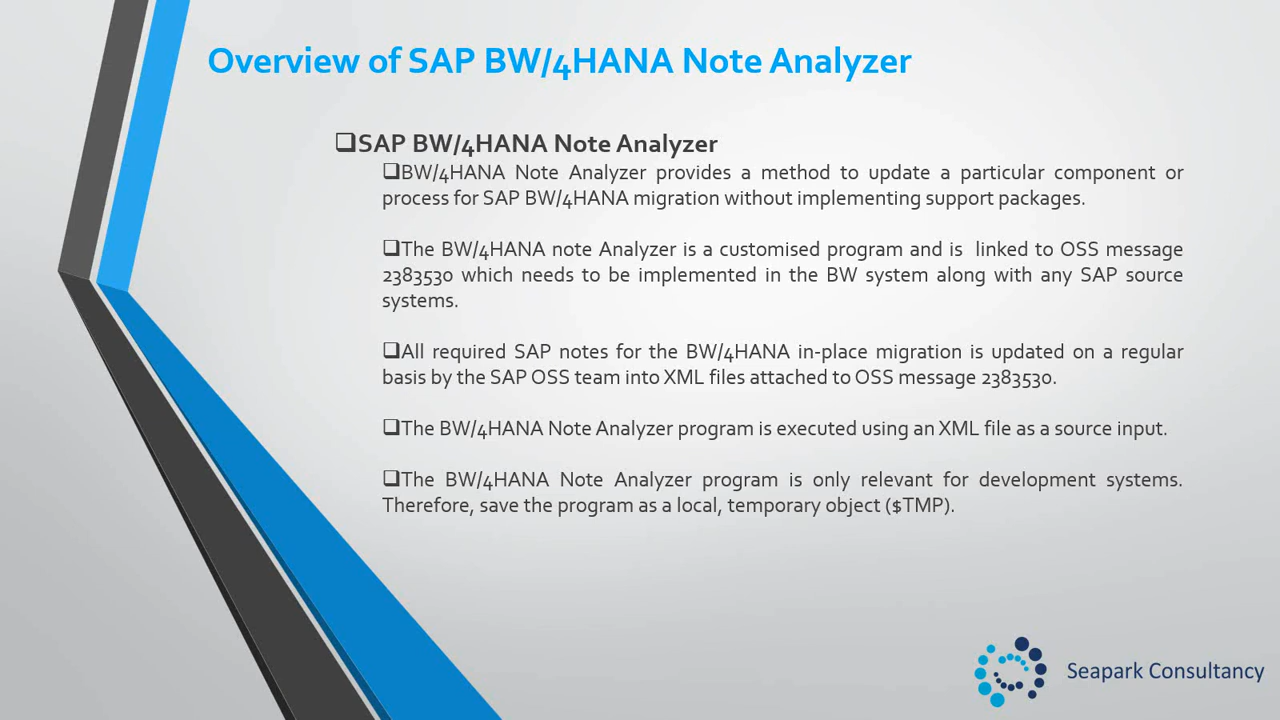 Overview of SAP BW/4HANA Note Analyzer
❑SAP BW/4HANA Note Analyzer
❑BW/4HANA Note Analyzer provides a method to update a particular component or
process for SAP BW/4HANA migration without implementing support packages.
❑The BW/4HANA note Analyzer is a customised program and is linked to OSS message
2383530 which needs to be implemented in the BW system along with any SAP source
systems.
❑All required SAP notes for the BW/4HANA in-place migration is updated on a regular
basis by the SAP OSS team into XML files attached to OSS message 2383530.
❑The BW/4HANA Note Analyzer program is executed using an XML file as a source input.
❑The BW/4HANA Note Analyzer program is only relevant for development systems.
Therefore, save the program as a local, temporary object ($TMP).
Seapark Consultancy